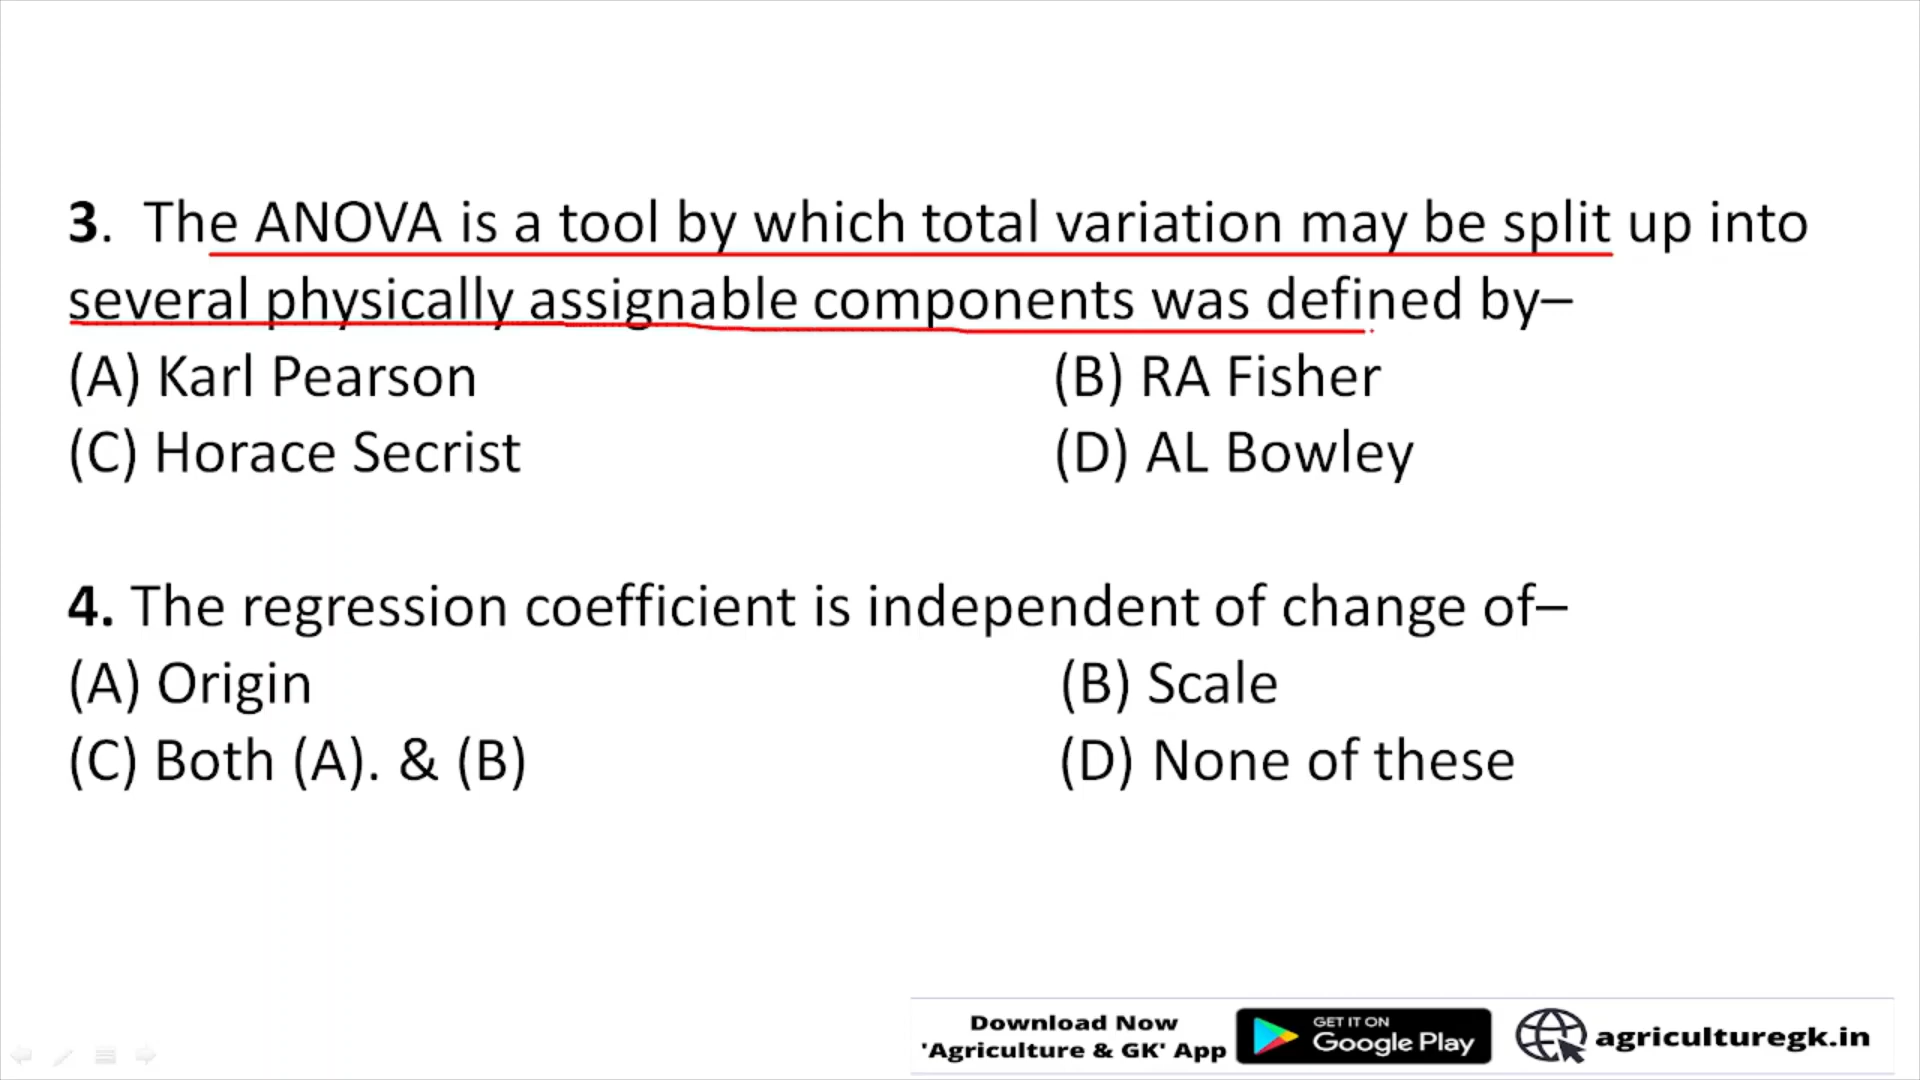 3.  The ANOVA is a tool by which total variation may be split up into
several physically assignable components was defined by–
(A) Karl Pearson (B) RA Fisher
(C) Horace Secrist (D) AL Bowley
4. The regression coefficient is independent of change of–
(A) Origin (B) Scale
(C) Both (A). & (B) (D) None of these
Download Now
'Agriculture & GK' App
GET IT ON
Google Play
agriculturegk.in